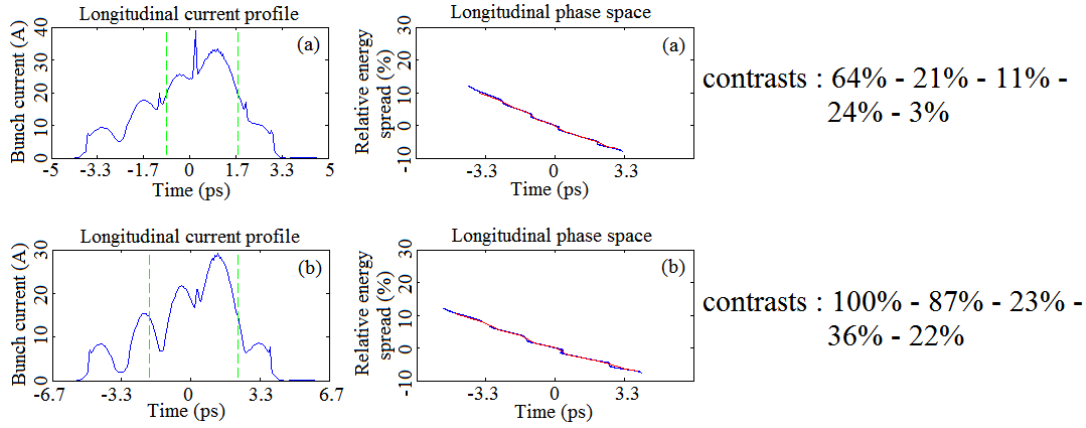 Longitudinal current profile
Bunch current (A)
0 10 20 30 40
(a)
-5 -3.3 -1.7 0 1.7 3.3 5
Time (ps)
Longitudinal phase space
Relative energy
spread (%)
-10 0 10 20 30
(a)
-3.3 0 3.3
Time (ps)
contrasts : 64% - 21% - 11% -
24% - 3%
Longitudinal current profile
Bunch current (A)
0 10 20 30
(b)
-6.7 -3.3 0 3.3 6.7
Time (ps)
Longitudinal phase space
Relative energy
spread (%)
-10 0 10 20 30
(b)
-3.3 0 3.3
Time (ps)
contrasts : 100% - 87% - 23% -
36% - 22%